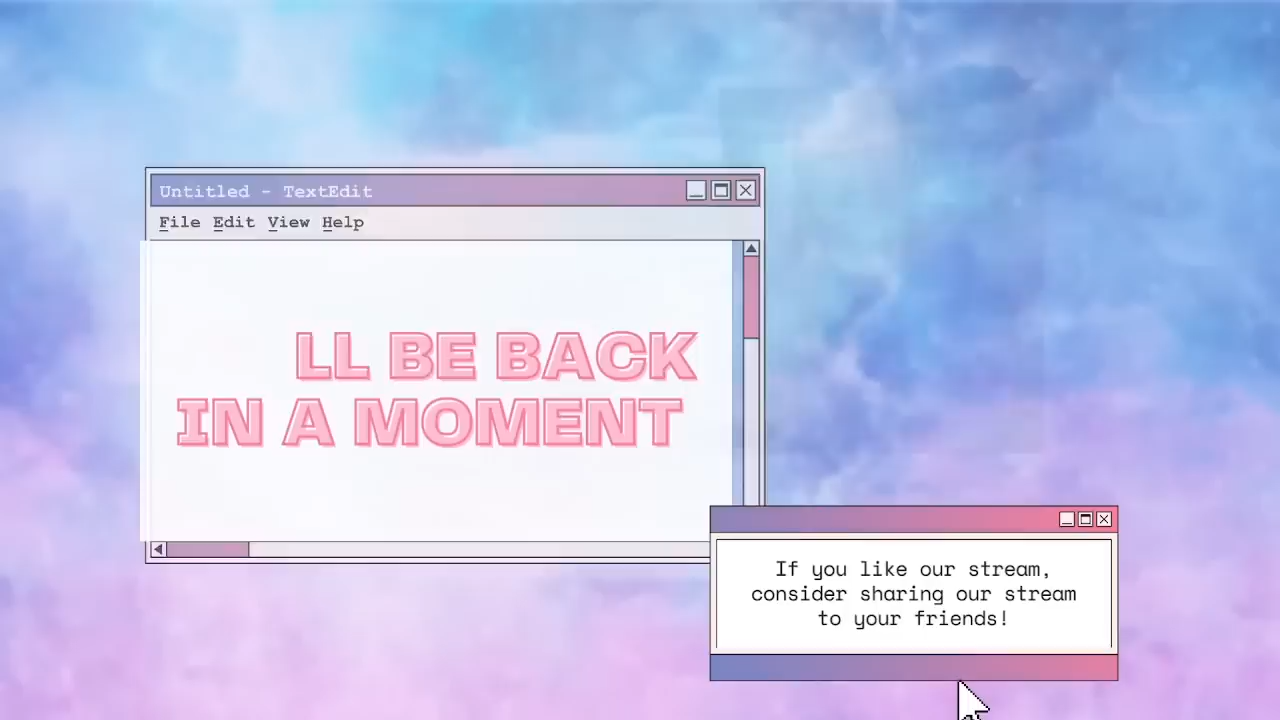 Untitled - TextEdit
File Edit View Help
LL BE BACK
IN A MOMENT
If you like our stream,
consider sharing our stream
to your friends!